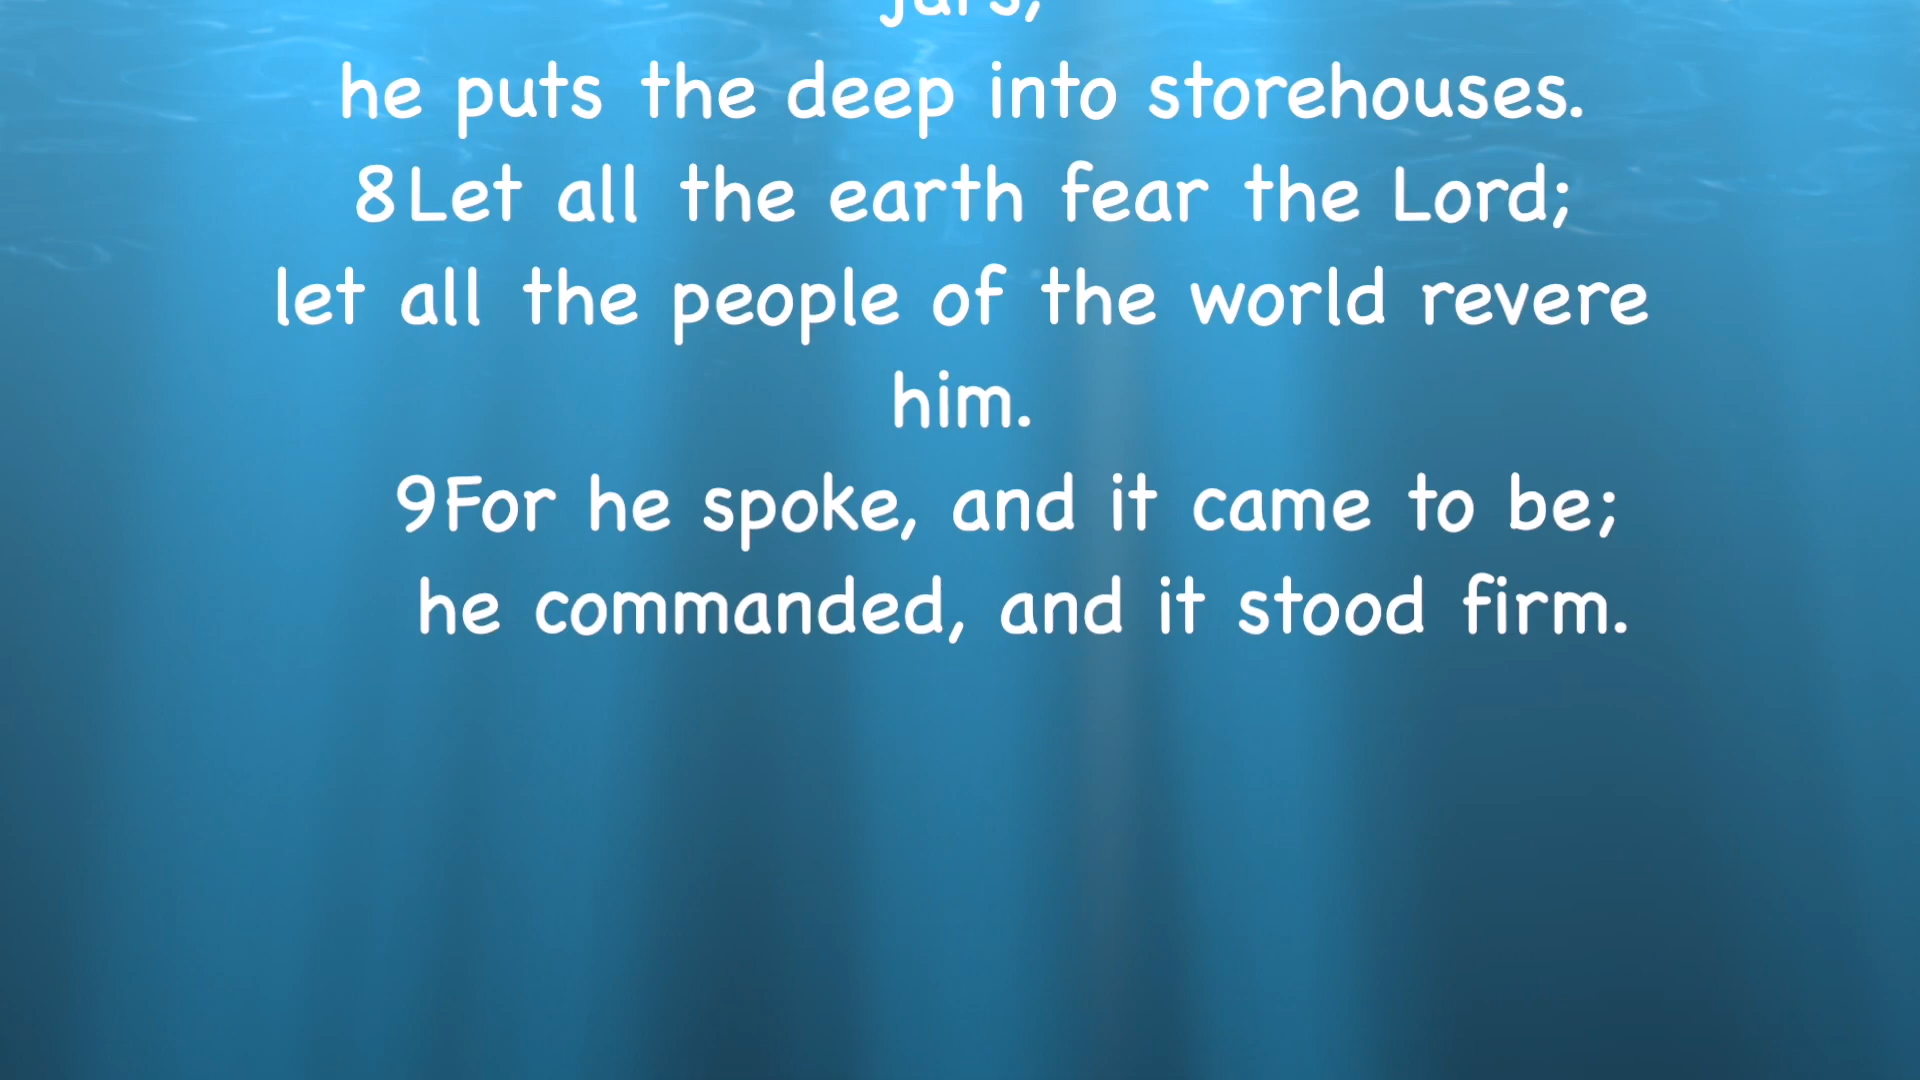 jars,
he puts the deep into storehouses.
8Let all the earth fear the Lord;
let all the people of the world revere
him.
9For he spoke, and it came to be;
he commanded, and it stood firm.